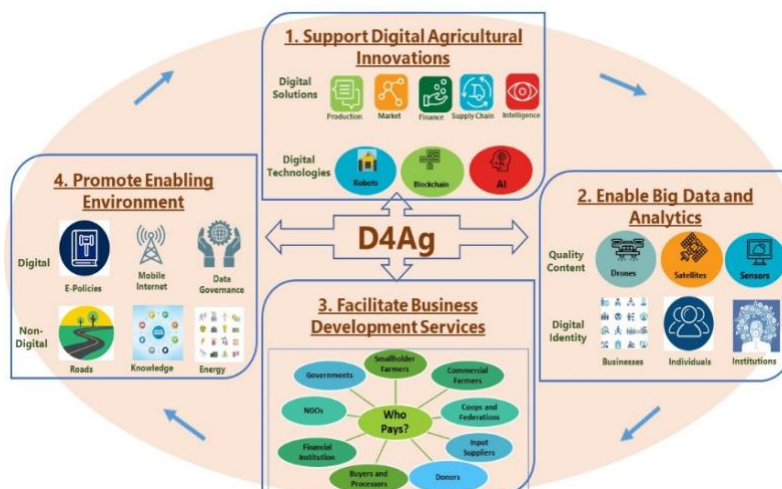 1. Support Digital Agricultural
Innovations
Digital
Solutions
Production
Market
Finance
Supply Chain
Intelligence
Digital
Technologies
Robots
Blockchain
AI
4. Promote Enabling
Environment
Digital
E-Policies
Mobile
Internet
Data
Governance
Non-
Digital
Roads
Knowledge
Energy
D4Ag
2. Enable Big Data and
Analytics
Quality
Content
Drones
Satellites
Sensors
Digital
Identity
Businesses
Individuals
Institutions
3. Facilitate Business
Development Services
Smallholder
Farmers
Governments
Commercial
Farmers
NGOs
Who
Pays?
Coops and
Federations
Financial
Institution
Input
Suppliers
Buyers and
Processors
Donors